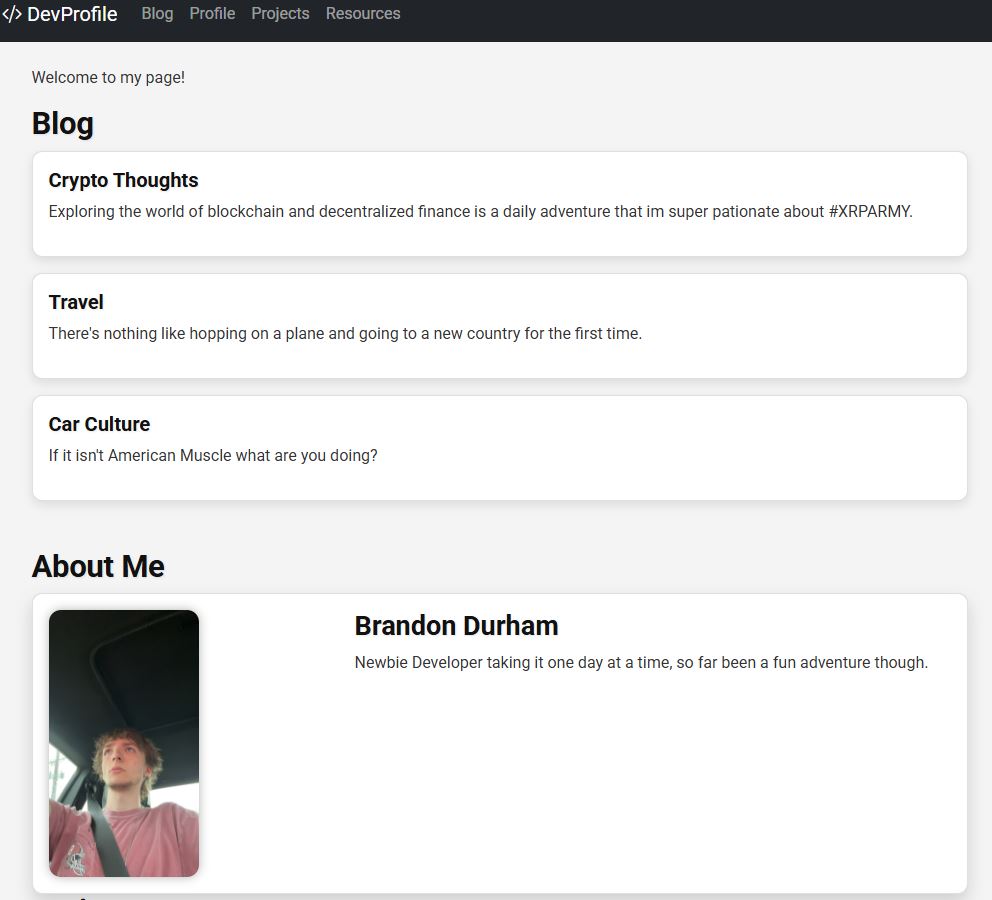 </> DevProfile Blog Profile Projects Resources
Welcome to my page!
Blog
Crypto Thoughts
Exploring the world of blockchain and decentralized finance is a daily adventure that im super pationate about #XRPARMY.
Travel
There's nothing like hopping on a plane and going to a new country for the first time.
Car Culture
If it isn't American Muscle what are you doing?
About Me
Brandon Durham
Newbie Developer taking it one day at a time, so far been a fun adventure though.